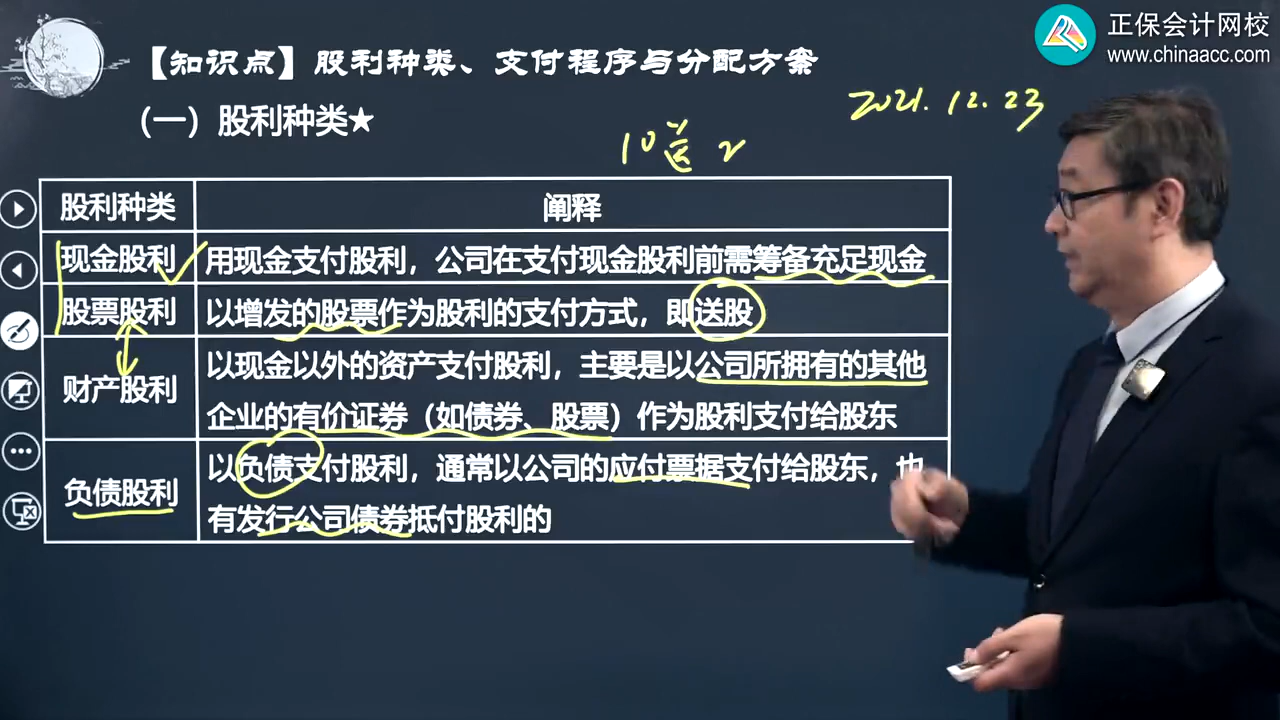 正保会计网校
www.chinaacc.com
【知识点】股利种类、支付程序与分配方案
(一)股利种类★
2021.12.23
10送2
股利种类
阐释
现金股利
用现金支付股利,公司在支付现金股利前需筹备充足现金
股票股利
以增发的股票作为股利的支付方式,即送股
财产股利
以现金以外的资产支付股利,主要是以公司所拥有的其他
企业的有价证券(如债券、股票)作为股利支付给股东
负债股利
以负债支付股利,通常以公司的应付票据支付给股东,也
有发行公司债券抵付股利的